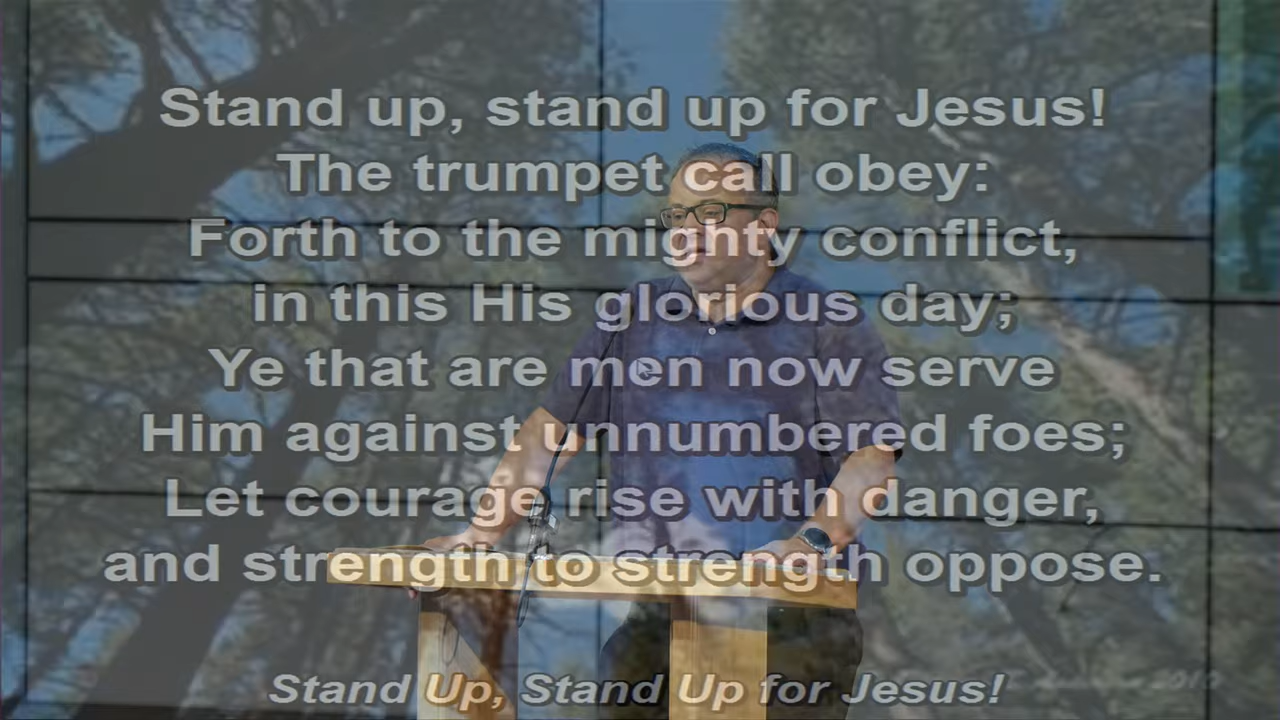 Stand up, stand up for Jesus!
The trumpet call obey:
Forth to the mighty conflict,
in this His glorious day;
Ye that are men now serve
Him against unnumbered foes;
Let courage rise with danger,
and strength to strength oppose.
Stand Up, Stand Up for Jesus!